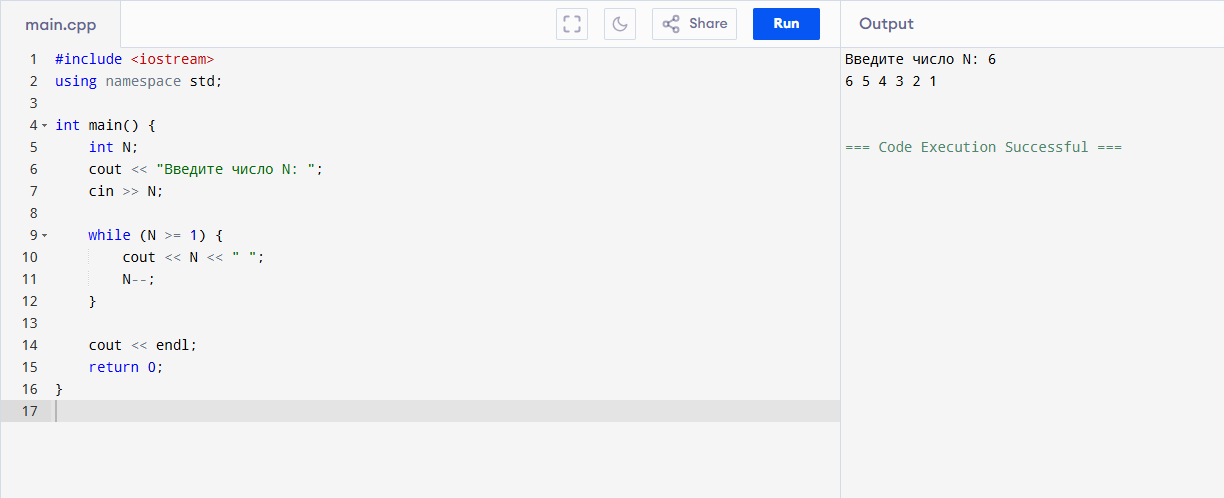 main.cpp
Share
Run
Output
1 #include <iostream>
2 using namespace std;
3
4 int main() {
5     int N;
6     cout << "Введите число N: ";
7     cin >> N;
8
9     while (N >= 1) {
10         cout << N << " ";
11         N--;
12     }
13
14     cout << endl;
15     return 0;
16 }
17
Введите число N: 6
6 5 4 3 2 1
=== Code Execution Successful ===